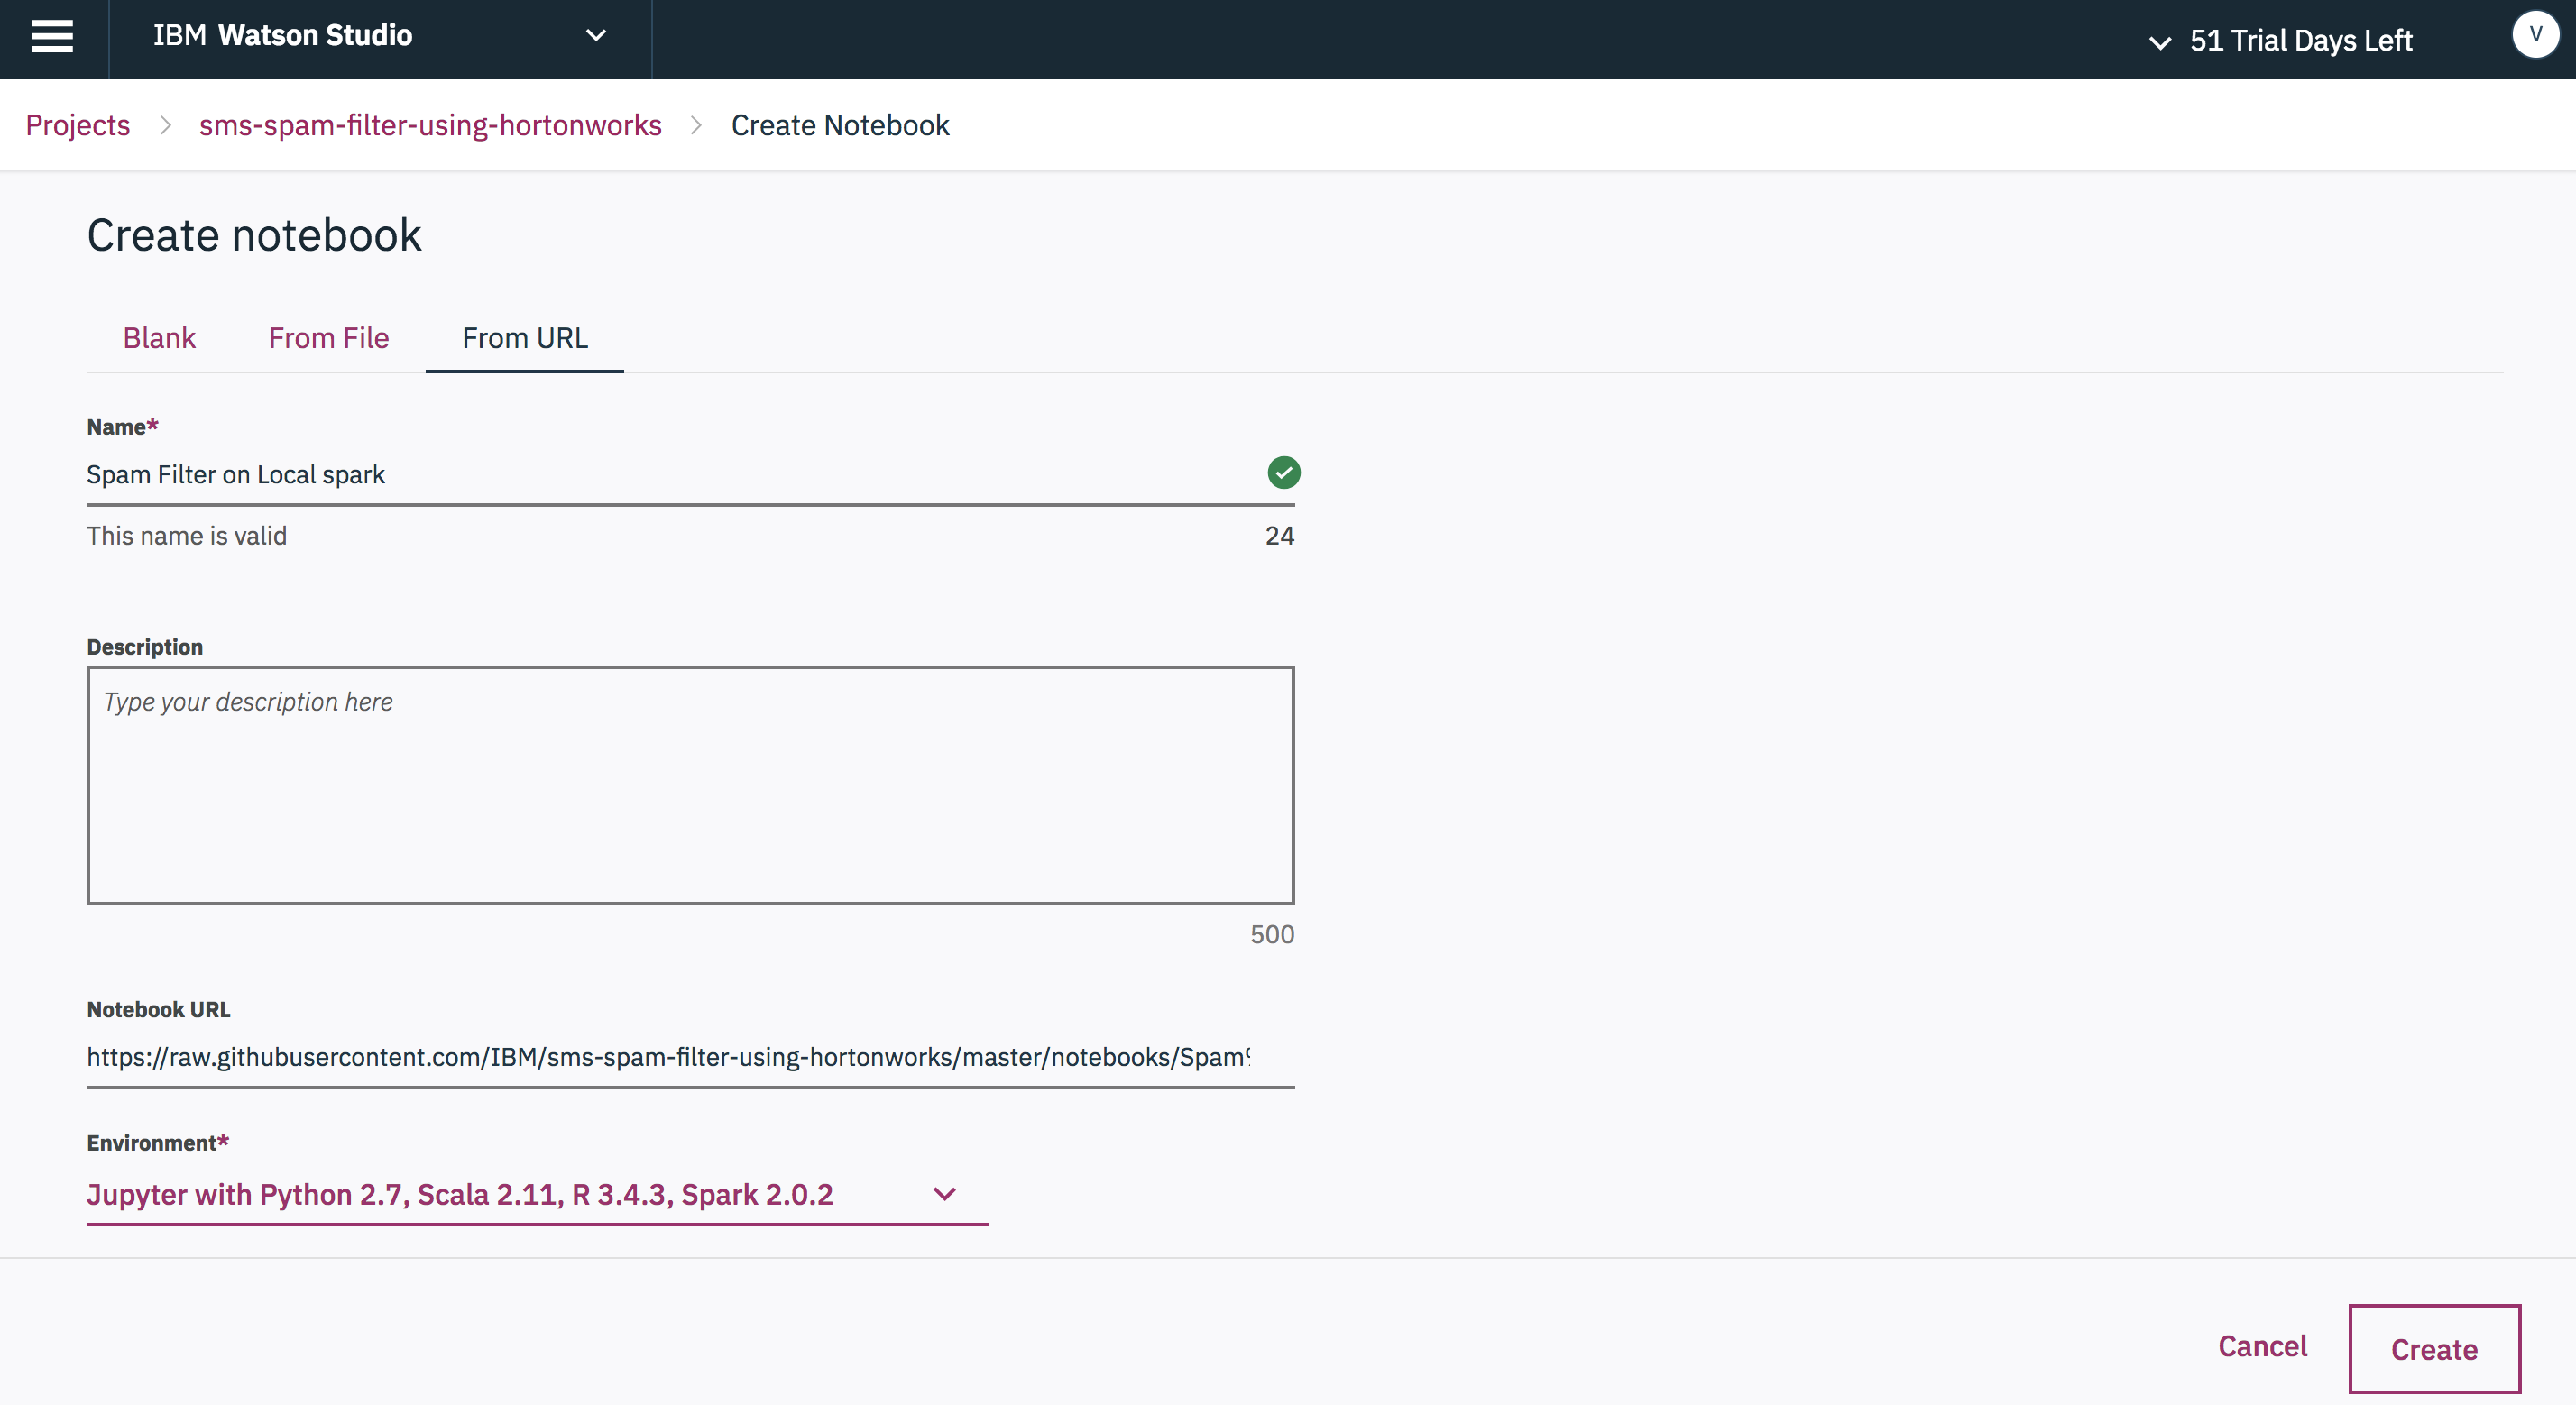 IBM Watson Studio
51 Trial Days Left
V
Projects
sms-spam-filter-using-hortonworks
Create Notebook
Create notebook
Blank From File From URL
Name*
Spam Filter on Local spark
This name is valid 24
Description
Type your description here
500
Notebook URL
https://raw.githubusercontent.com/IBM/sms-spam-filter-using-hortonworks/master/notebooks/Spam
Environment*
Jupyter with Python 2.7, Scala 2.11, R 3.4.3, Spark 2.0.2
Cancel Create